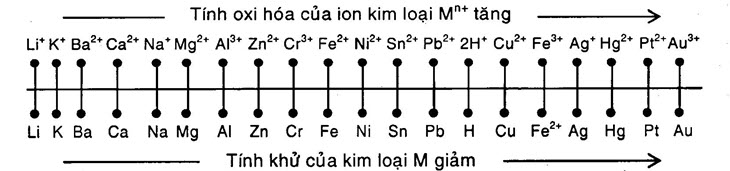 Tính oxi hóa của ion kim loại Mⁿ⁺ tăng
Li⁺ K⁺ Ba²⁺ Ca²⁺ Na⁺ Mg²⁺ Al³⁺ Zn²⁺ Cr³⁺ Fe²⁺ Ni²⁺ Sn²⁺ Pb²⁺ 2H⁺ Cu²⁺ Fe³⁺ Ag⁺ Hg²⁺ Pt²⁺ Au³⁺
Li K Ba Ca Na Mg Al Zn Cr Fe Ni Sn Pb H Cu Fe²⁺ Ag Hg Pt Au
Tính khử của kim loại M giảm